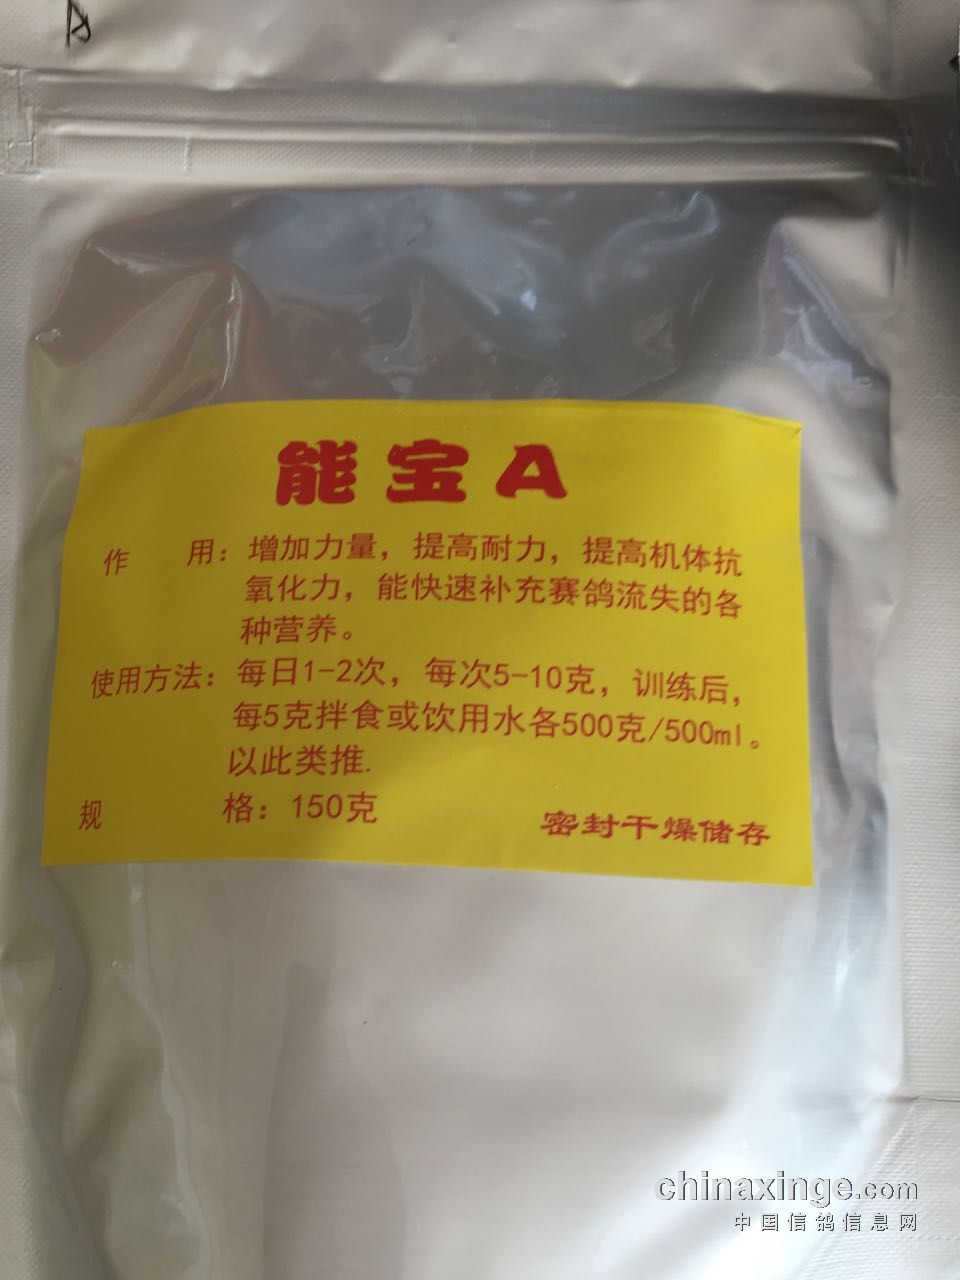 A
能宝A
作 用：增加力量，提高耐力，提高机体抗
氧化力，能快速补充赛鸽流失的各
种营养。
使用方法：每日1-2次，每次5-10克，训练后，
每5克拌食或饮用水各500克/500ml。
以此类推.
规 格：150克
密封干燥储存
chinaxinge.com
中国信鸽信息网